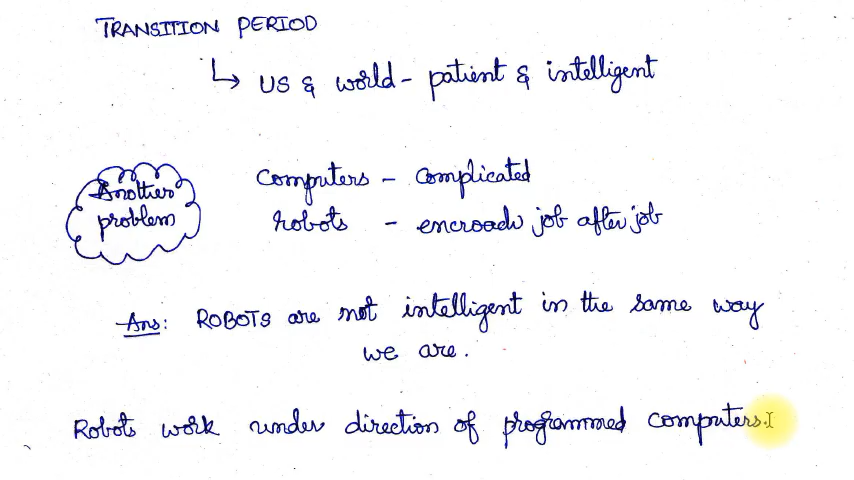 TRANSITION PERIOD
↳ US & world - patient & intelligent
Another problem
Computers - complicated
robots - encroach job after job
Ans: ROBOTS are not intelligent in the same way
we are.
Robots work under direction of programmed computers.